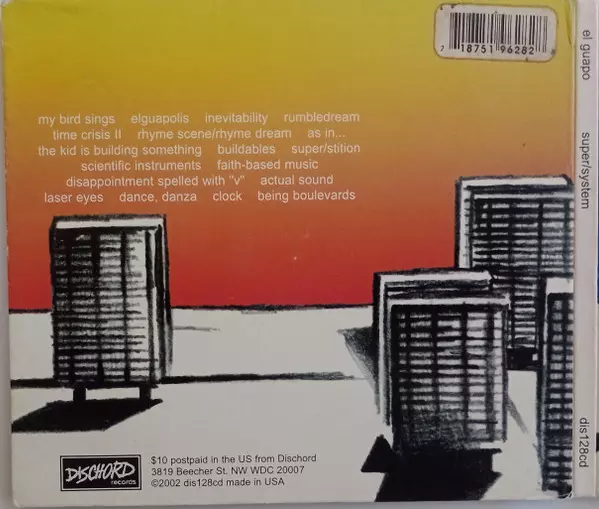 7 18751 96282
my bird sings elguapolis inevitability rumbledream
time crisis II rhyme scene/rhyme dream as in...
the kid is building something buildables super/stition
scientific instruments faith-based music
disappointment spelled with "v" actual sound
laser eyes dance, danza clock being boulevards
DISCHORD
records
$10 postpaid in the US from Dischord
3819 Beecher St. NW WDC 20007
©2002 dis128cd made in USA
el guapo
super/system
dis128cd